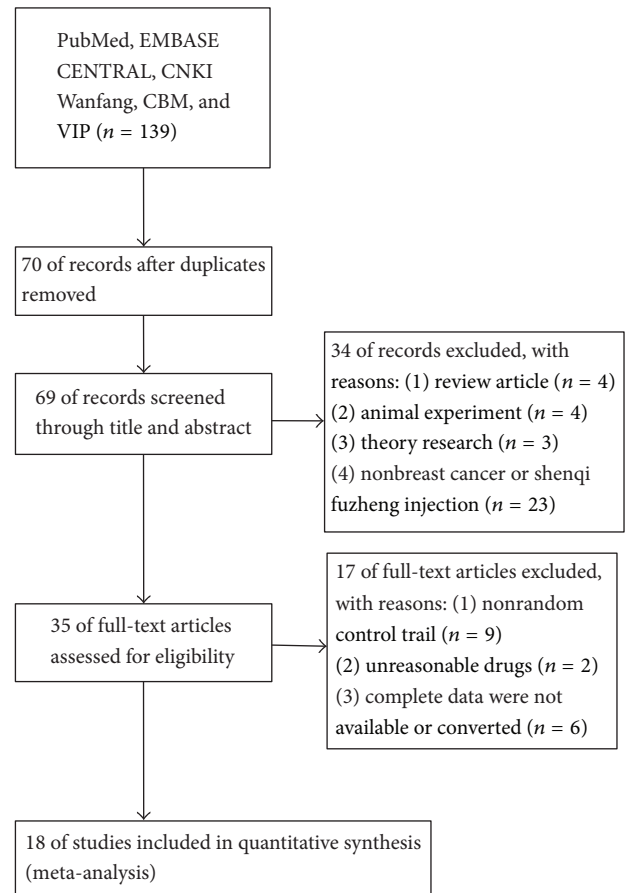 PubMed, EMBASE
CENTRAL, CNKI
Wanfang, CBM, and
VIP (n = 139)
70 of records after duplicates
removed
69 of records screened
through title and abstract
34 of records excluded, with
reasons: (1) review article (n = 4)
(2) animal experiment (n = 4)
(3) theory research (n = 3)
(4) nonbreast cancer or shenqi
fuzheng injection (n = 23)
35 of full-text articles
assessed for eligibility
17 of full-text articles excluded,
with reasons: (1) nonrandom
control trail (n = 9)
(2) unreasonable drugs (n = 2)
(3) complete data were not
available or converted (n = 6)
18 of studies included in quantitative synthesis
(meta-analysis)